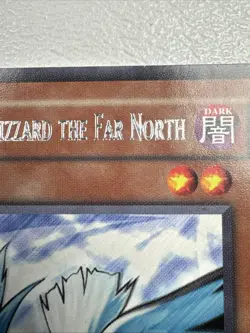 DARK
IZZARD THE FAR NORTH 闇